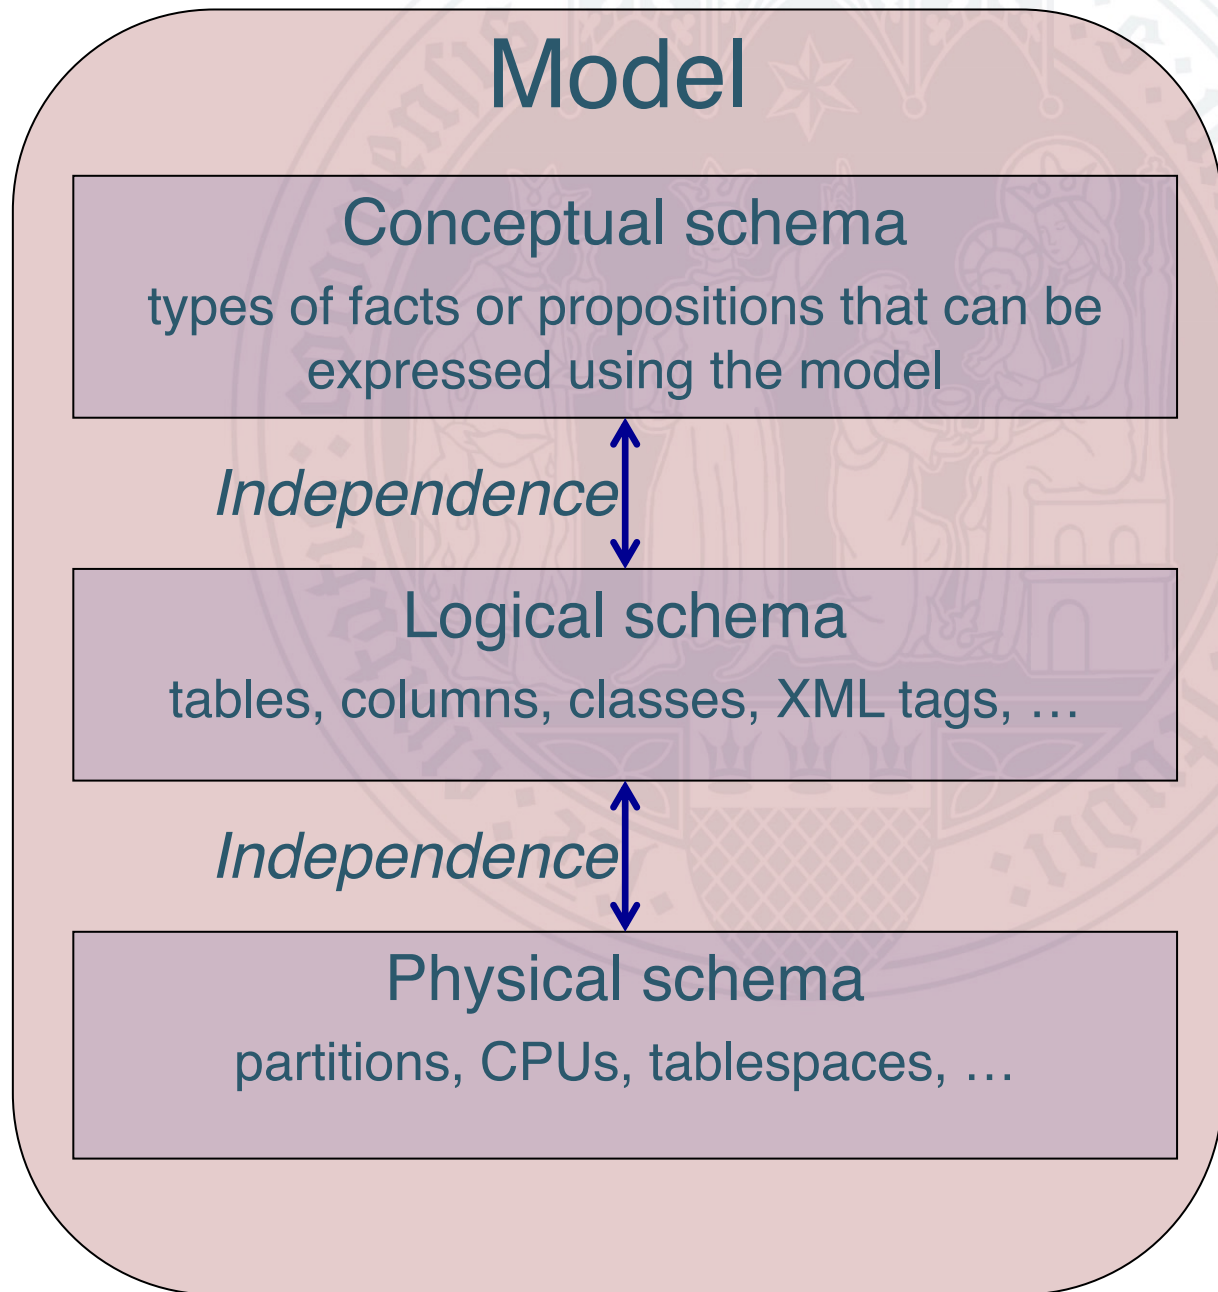 Model
Conceptual schema
types of facts or propositions that can be
expressed using the model
Independence
Logical schema
tables, columns, classes, XML tags, …
Independence
Physical schema
partitions, CPUs, tablespaces, …